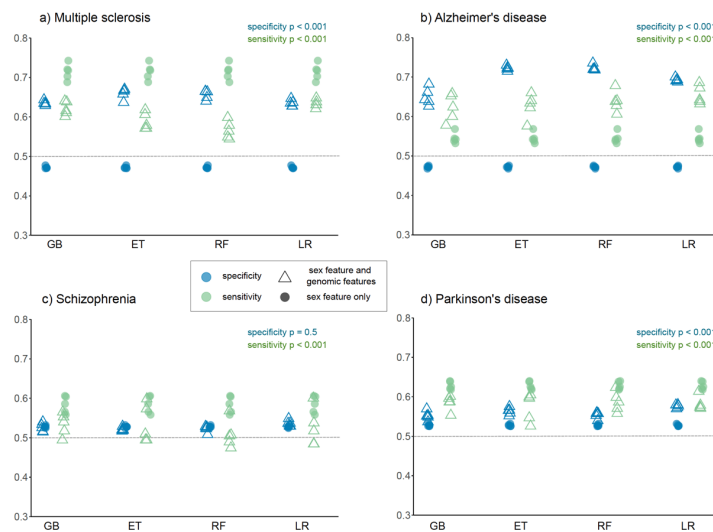 a) Multiple sclerosis
specificity p < 0.001
sensitivity p < 0.001
0.8
0.7
0.6
0.5
0.4
0.3
GB ET RF LR
b) Alzheimer's disease
specificity p < 0.001
sensitivity p < 0.001
0.8
0.7
0.6
0.5
0.4
0.3
GB ET RF LR
specificity
sensitivity
sex feature and
genomic features
sex feature only
c) Schizophrenia
specificity p = 0.5
sensitivity p < 0.001
0.8
0.7
0.6
0.5
0.4
0.3
GB ET RF LR
d) Parkinson's disease
specificity p < 0.001
sensitivity p < 0.001
0.8
0.7
0.6
0.5
0.4
0.3
GB ET RF LR